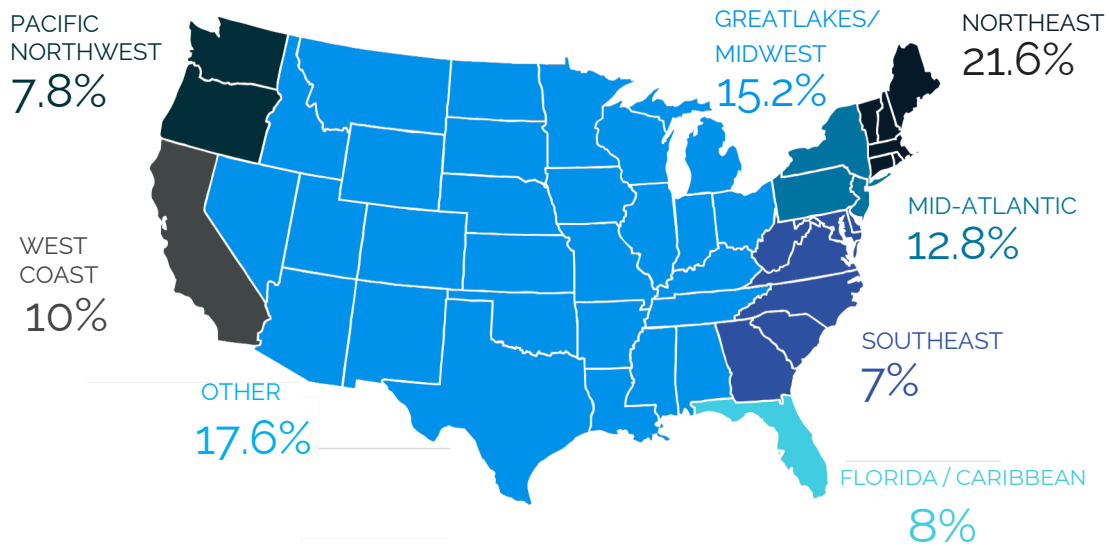 PACIFIC
NORTHWEST
7.8%
GREATLAKES/
MIDWEST
15.2%
NORTHEAST
21.6%
MID-ATLANTIC
12.8%
WEST
COAST
10%
SOUTHEAST
7%
OTHER
17.6%
FLORIDA / CARIBBEAN
8%